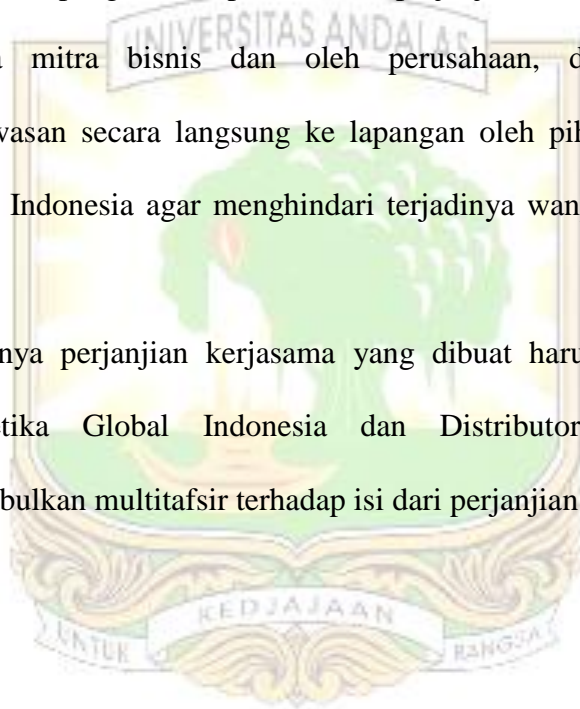 UNIVERSITAS ANDALAS
mitra bisnis dan oleh perusahaan, d
wasan secara langsung ke lapangan oleh pih
Indonesia agar menghindari terjadinya wan
nya perjanjian kerjasama yang dibuat haru
etika Global Indonesia dan Distributor
bulkan multitafsir terhadap isi dari perjanjian
KEDJAJAAN
UNTUK BANGSA